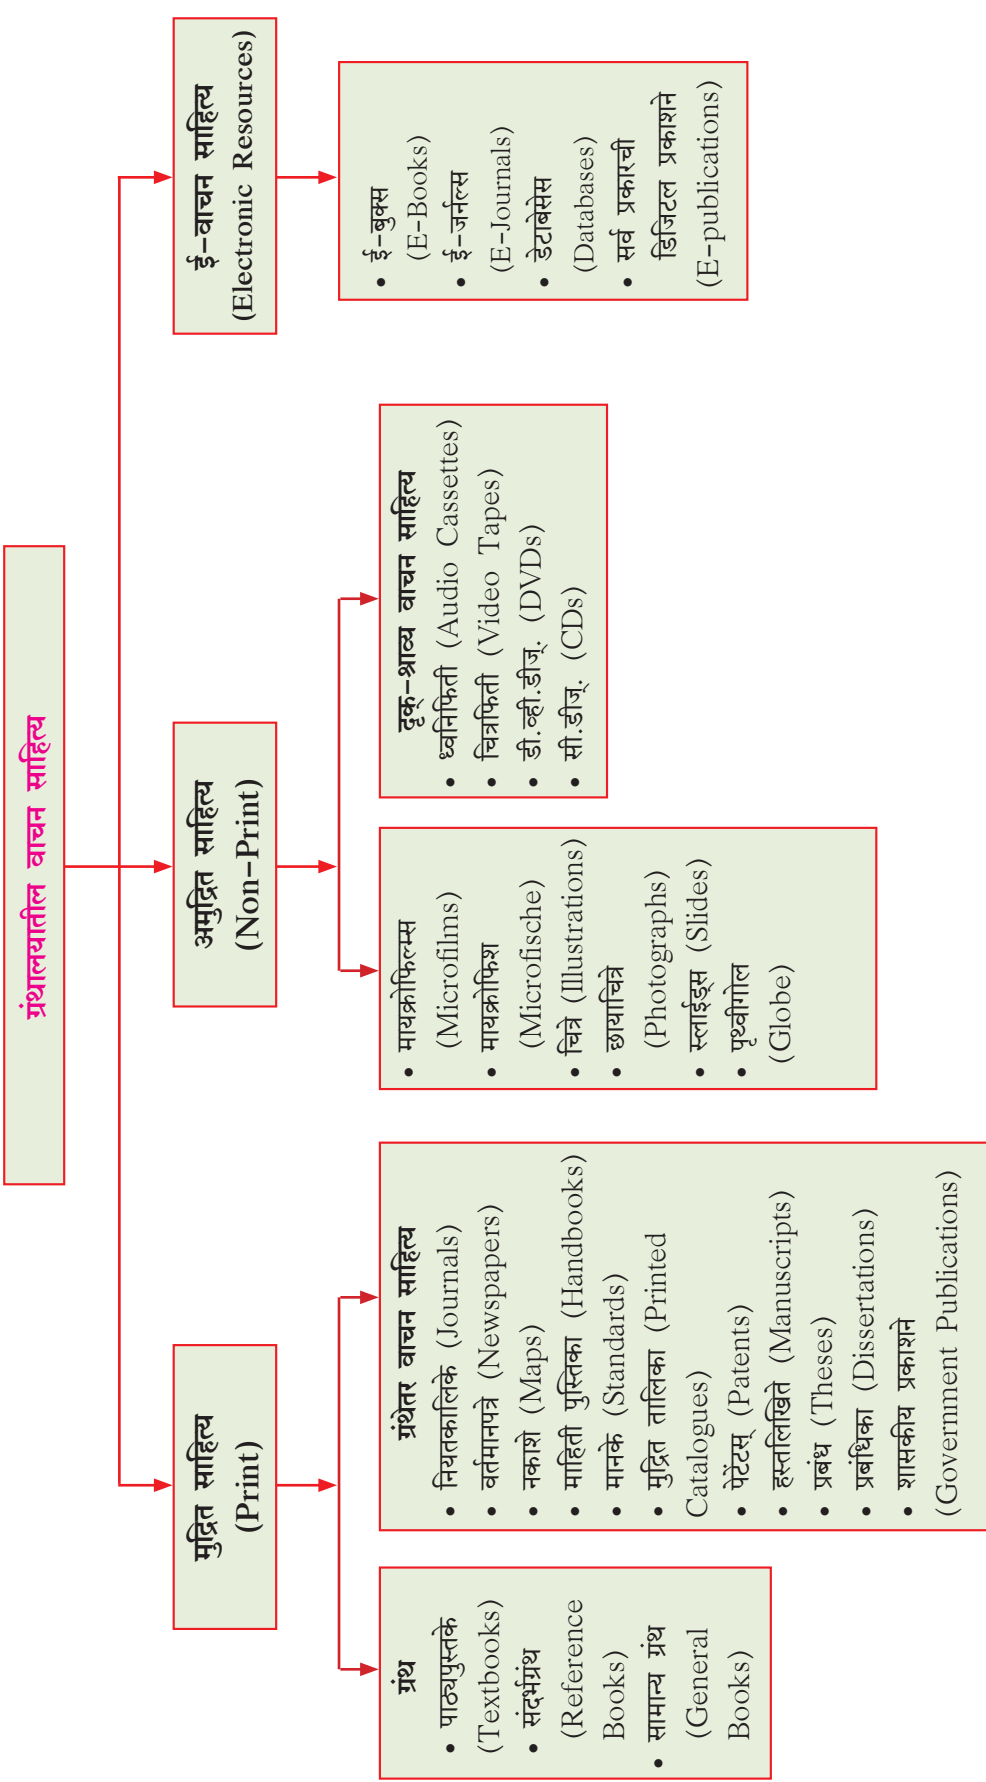 ग्रंथालयातील वाचन साहित्य
मुद्रित साहित्य
(Print)
ग्रंथ
• पाठ्यपुस्तके
(Textbooks)
• संदर्भग्रंथ
(Reference
Books)
• सामान्य ग्रंथ
(General
Books)
ग्रंथेतर वाचन साहित्य
• नियतकालिके (Journals)
• वर्तमानपत्रे (Newspapers)
• नकाशे (Maps)
• माहिती पुस्तिका (Handbooks)
• मानके (Standards)
• मुद्रित तालिका (Printed
Catalogues)
• पेटेंटस् (Patents)
• हस्तलिखिते (Manuscripts)
• प्रबंध (Theses)
• प्रबंधिका (Dissertations)
• शासकीय प्रकाशने
(Government Publications)
अमुद्रित साहित्य
(Non-Print)
• मायक्रोफिल्म्स
(Microfilms)
• मायक्रोफिश
(Microfische)
• चित्रे (Illustrations)
• छायाचित्रे
(Photographs)
• स्लाईड्स (Slides)
• पृथ्वीगोल
(Globe)
दृक्-श्राव्य वाचन साहित्य
• ध्वनिफिती (Audio Cassettes)
• चित्रफिती (Video Tapes)
• डी.व्ही.डीज्. (DVDs)
• सी.डीज्. (CDs)
ई-वाचन साहित्य
(Electronic Resources)
• ई-बुक्स
(E-Books)
• ई-जर्नल्स
(E-Journals)
• डेटाबेसेस
(Databases)
• सर्व प्रकारची
डिजिटल प्रकाशने
(E-publications)